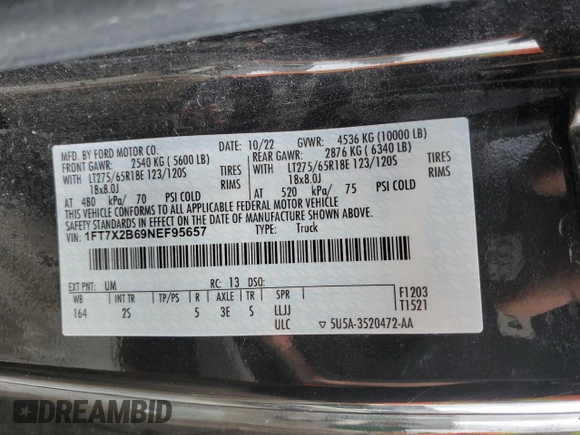 MFD. BY FORD MOTOR CO. DATE: 10/22 GVWR: 4536 KG (10000 LB)
FRONT GAWR: 2540 KG ( 5600 LB) REAR GAWR: 2876 KG ( 6340 LB)
WITH LT275/65R18E 123/120S TIRES WITH LT275/65R18E 123/120S TIRES
18x8.0J RIMS 18x8.0J RIMS
AT 480 kPa/ 70 PSI COLD AT 520 kPa/ 75 PSI COLD
THIS VEHICLE CONFORMS TO ALL APPLICABLE FEDERAL MOTOR VEHICLE
SAFETY STANDARDS IN EFFECT ON THE DATE OF MANUFACTURE SHOWN ABOVE.
VIN: 1FT7X2B69NEF95657 TYPE: Truck
EXT PNT: UM RC: 13 DSO: F1203
WB INT TR TP/PS R AXLE TR SPR T1521
164 2S 5 3E S LLJJ
ULC ▽ 5U5A-3520472-AA
DREAMBID